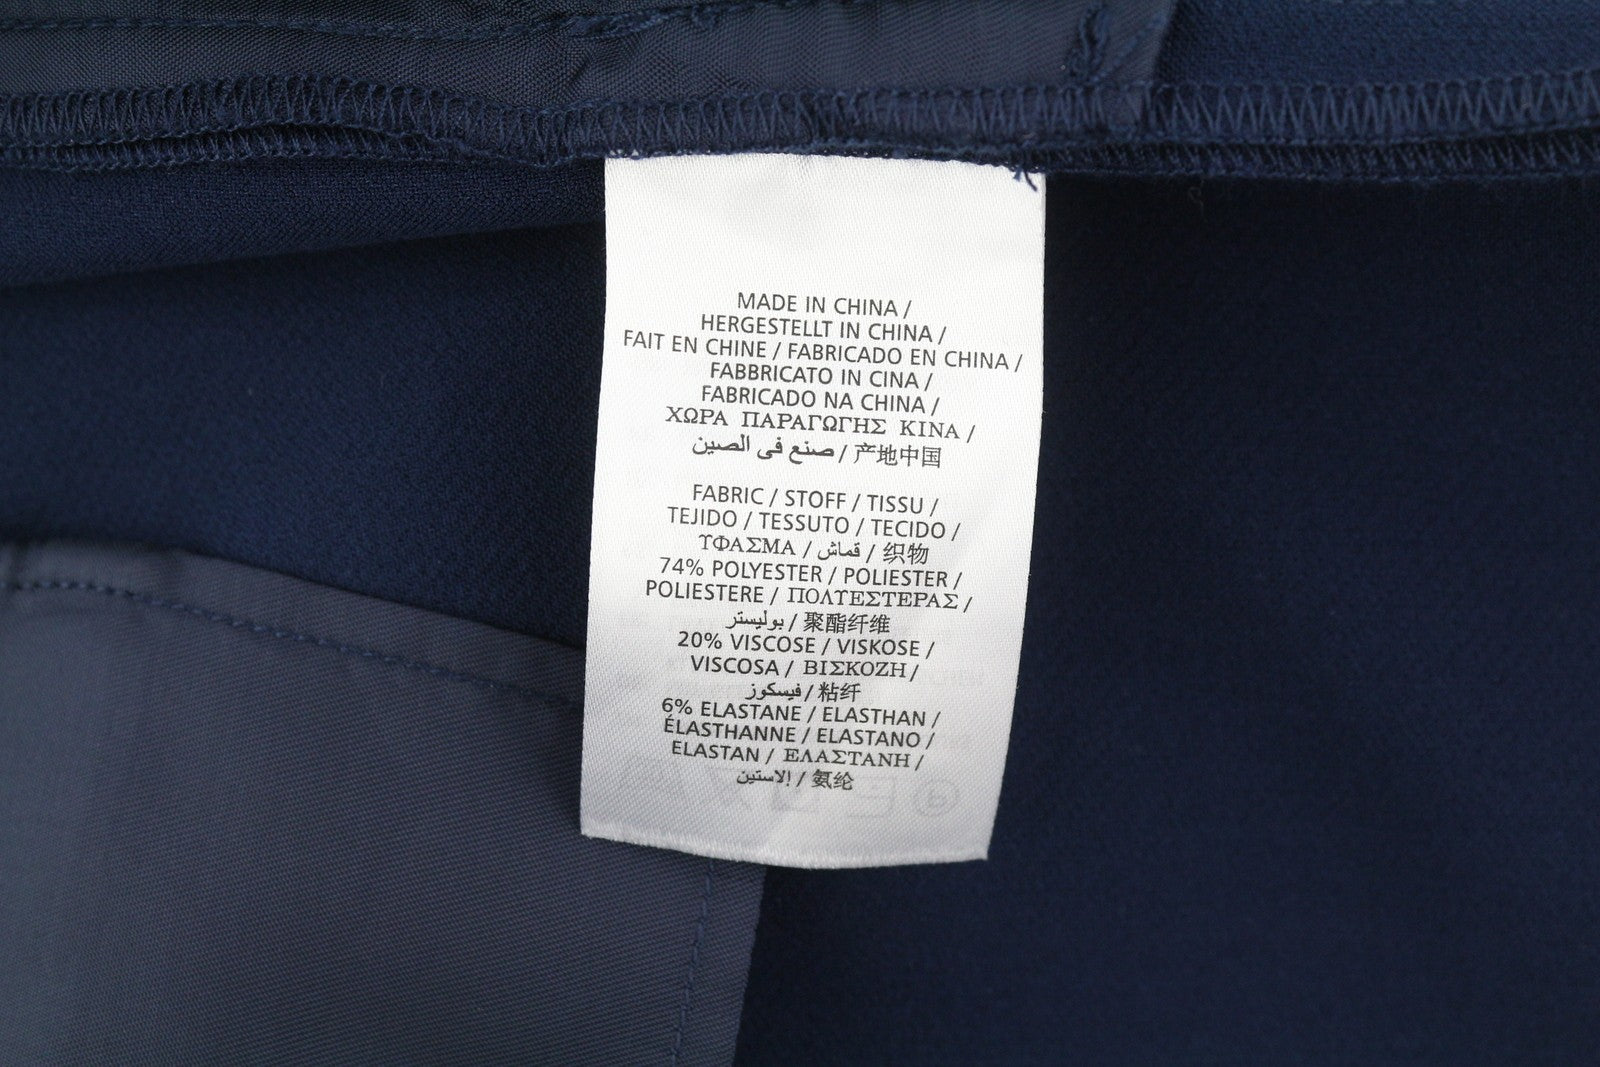 MADE IN CHINA /
HERGESTELLT IN CHINA /
FAIT EN CHINE / FABRICADO EN CHINA /
FABBRICATO IN CINA /
FABRICADO NA CHINA /
ΧΩΡΑ ΠΑΡΑΓΩΓΗΣ ΚΙΝΑ /
صنع في الصين / 产地中国
FABRIC / STOFF / TISSU /
TEJIDO / TESSUTO / TECIDO /
ΥΦΑΣΜΑ / قماش / 织物
74% POLYESTER / POLIESTER /
POLIESTERE / ΠΟΛΥΕΣΤΕΡΑΣ /
بوليستر / 聚酯纤维
20% VISCOSE / VISKOSE /
VISCOSA / ΒΙΣΚΟΖΗ /
فيسكوز / 粘纤
6% ELASTANE / ELASTHAN /
ÉLASTHANNE / ELASTANO /
ELASTAN / ΕΛΑΣΤΑΝΗ /
إلاستين / 氨纶